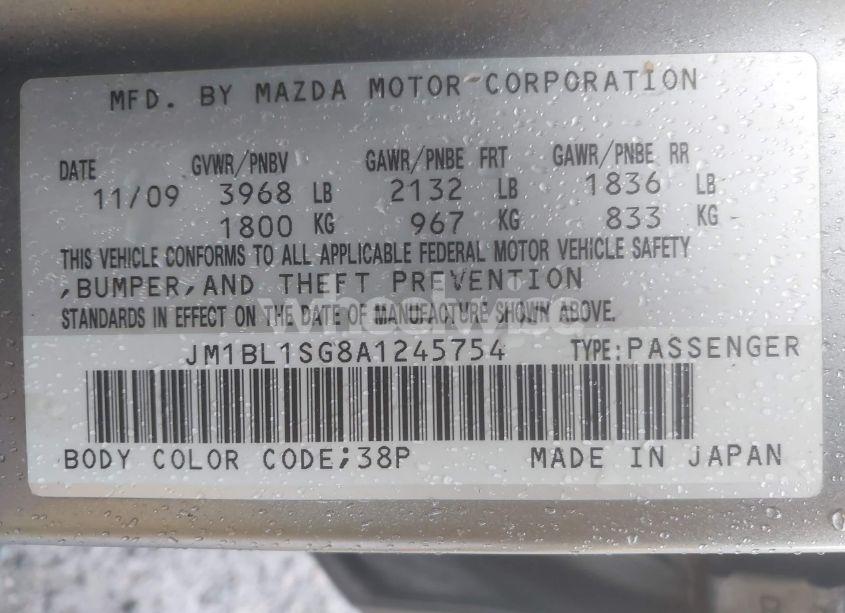 MFD. BY MAZDA MOTOR CORPORATION
DATE GVWR/PNBV GAWR/PNBE FRT GAWR/PNBE RR
11/09 3968 LB 2132 LB 1836 LB
1800 KG 967 KG 833 KG
THIS VEHICLE CONFORMS TO ALL APPLICABLE FEDERAL MOTOR VEHICLE SAFETY
,BUMPER,AND THEFT PREVENTION
STANDARDS IN EFFECT ON THE DATE OF MANUFACTURE SHOWN ABOVE.
JM1BL1SG8A1245754 TYPE:PASSENGER
BODY COLOR CODE;38P MADE IN JAPAN